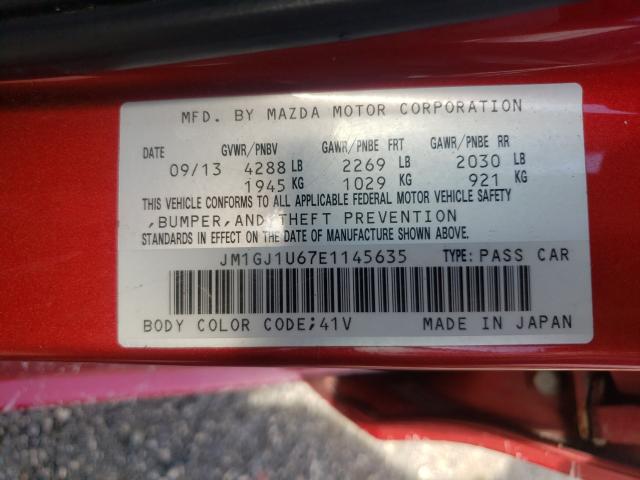 MFD. BY MAZDA MOTOR CORPORATION
DATE GVWR/PNBV GAWR/PNBE FRT GAWR/PNBE RR
09/13 4288 LB 2269 LB 2030 LB
1945 KG 1029 KG 921 KG
THIS VEHICLE CONFORMS TO ALL APPLICABLE FEDERAL MOTOR VEHICLE SAFETY
,BUMPER,AND THEFT PREVENTION
STANDARDS IN EFFECT ON THE DATE OF MANUFACTURE SHOWN ABOVE.
JM1GJ1U67E1145635 TYPE: PASS CAR
BODY COLOR CODE;41V MADE IN JAPAN